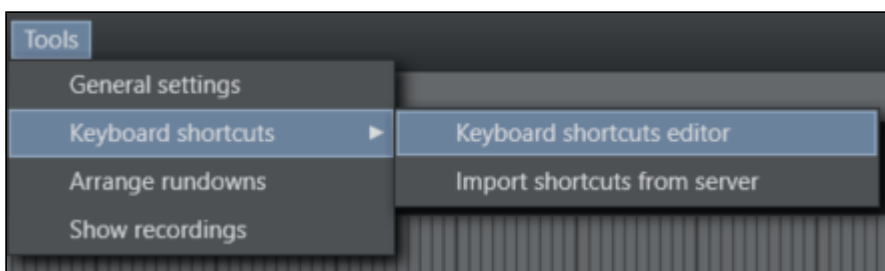 Tools
General settings
Keyboard shortcuts
Keyboard shortcuts editor
Arrange rundowns
Import shortcuts from server
Show recordings